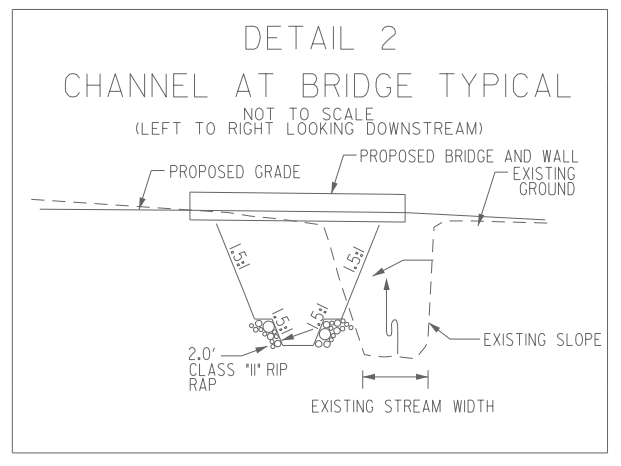 DETAIL 2
CHANNEL AT BRIDGE TYPICAL
NOT TO SCALE
(LEFT TO RIGHT LOOKING DOWNSTREAM)
PROPOSED BRIDGE AND WALL
PROPOSED GRADE
EXISTING
GROUND
1.5:1
1.5:1
1.5:1
1.5:1
EXISTING SLOPE
2.0'
CLASS "II" RIP
RAP
EXISTING STREAM WIDTH